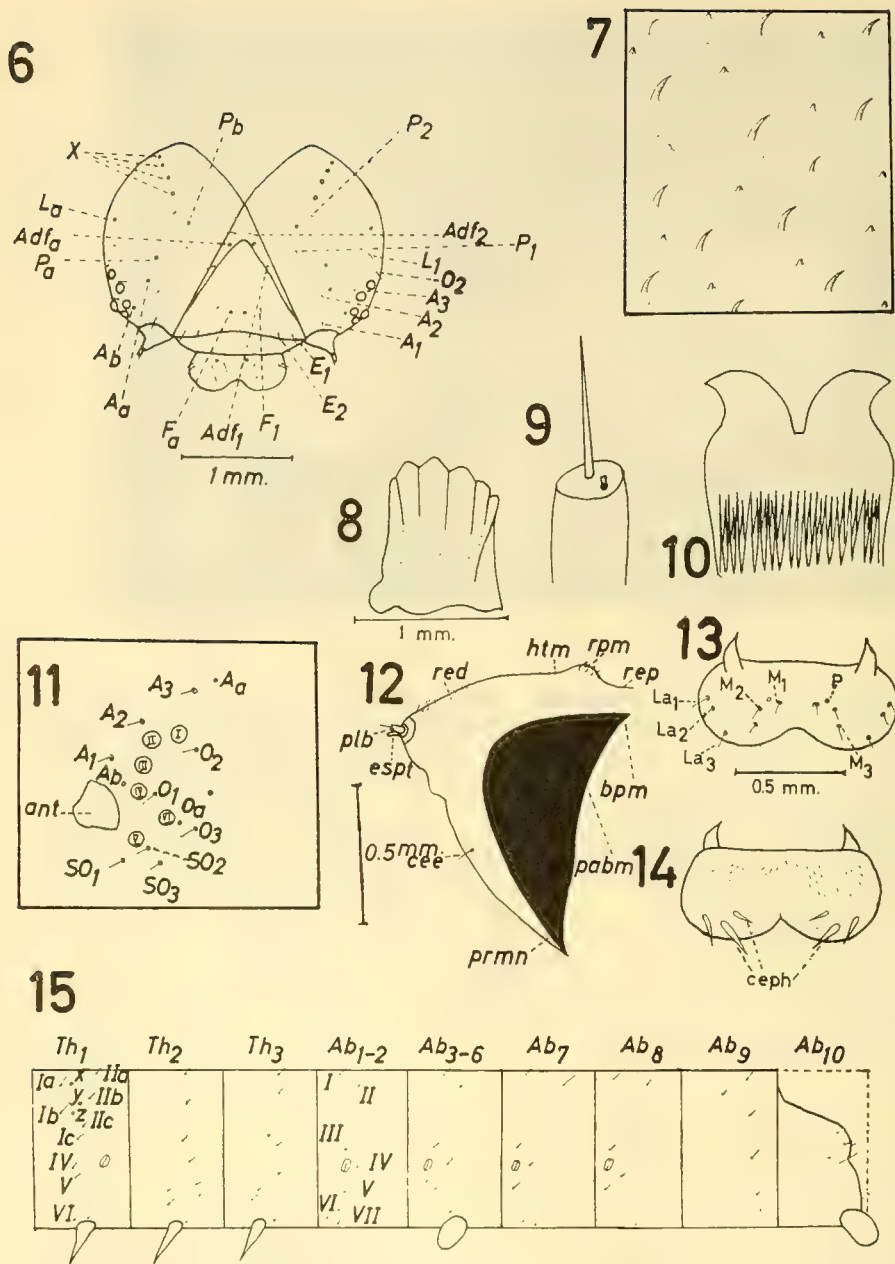 6
7
X
Pb
P2
La
Adfa
Pa
Adf2
P1
L1
O2
A3
A2
A1
Ab
Aa
Fa
Adf1
F1
E1
E2
1 mm.
8
1 mm.
9
10
11
A3
Aa
A2
I
II
O2
A1
III
Ab
IV
O1
Oa
ant
VI
O3
V
SO2
SO1
SO3
12
red
htm
rpm
rep
plb
espt
bpm
0.5 mm.
cee
pabm
prmn
13
M2
M1
P
La1
La2
La3
M3
0.5 mm.
14
ceph
15
Th1 Th2 Th3 Ab1-2 Ab3-6 Ab7 Ab8 Ab9 Ab10
Ia X IIa
y IIb
Ib z IIc
Ic
IV
V
VI
I
II
III
IV
V
VI
VII